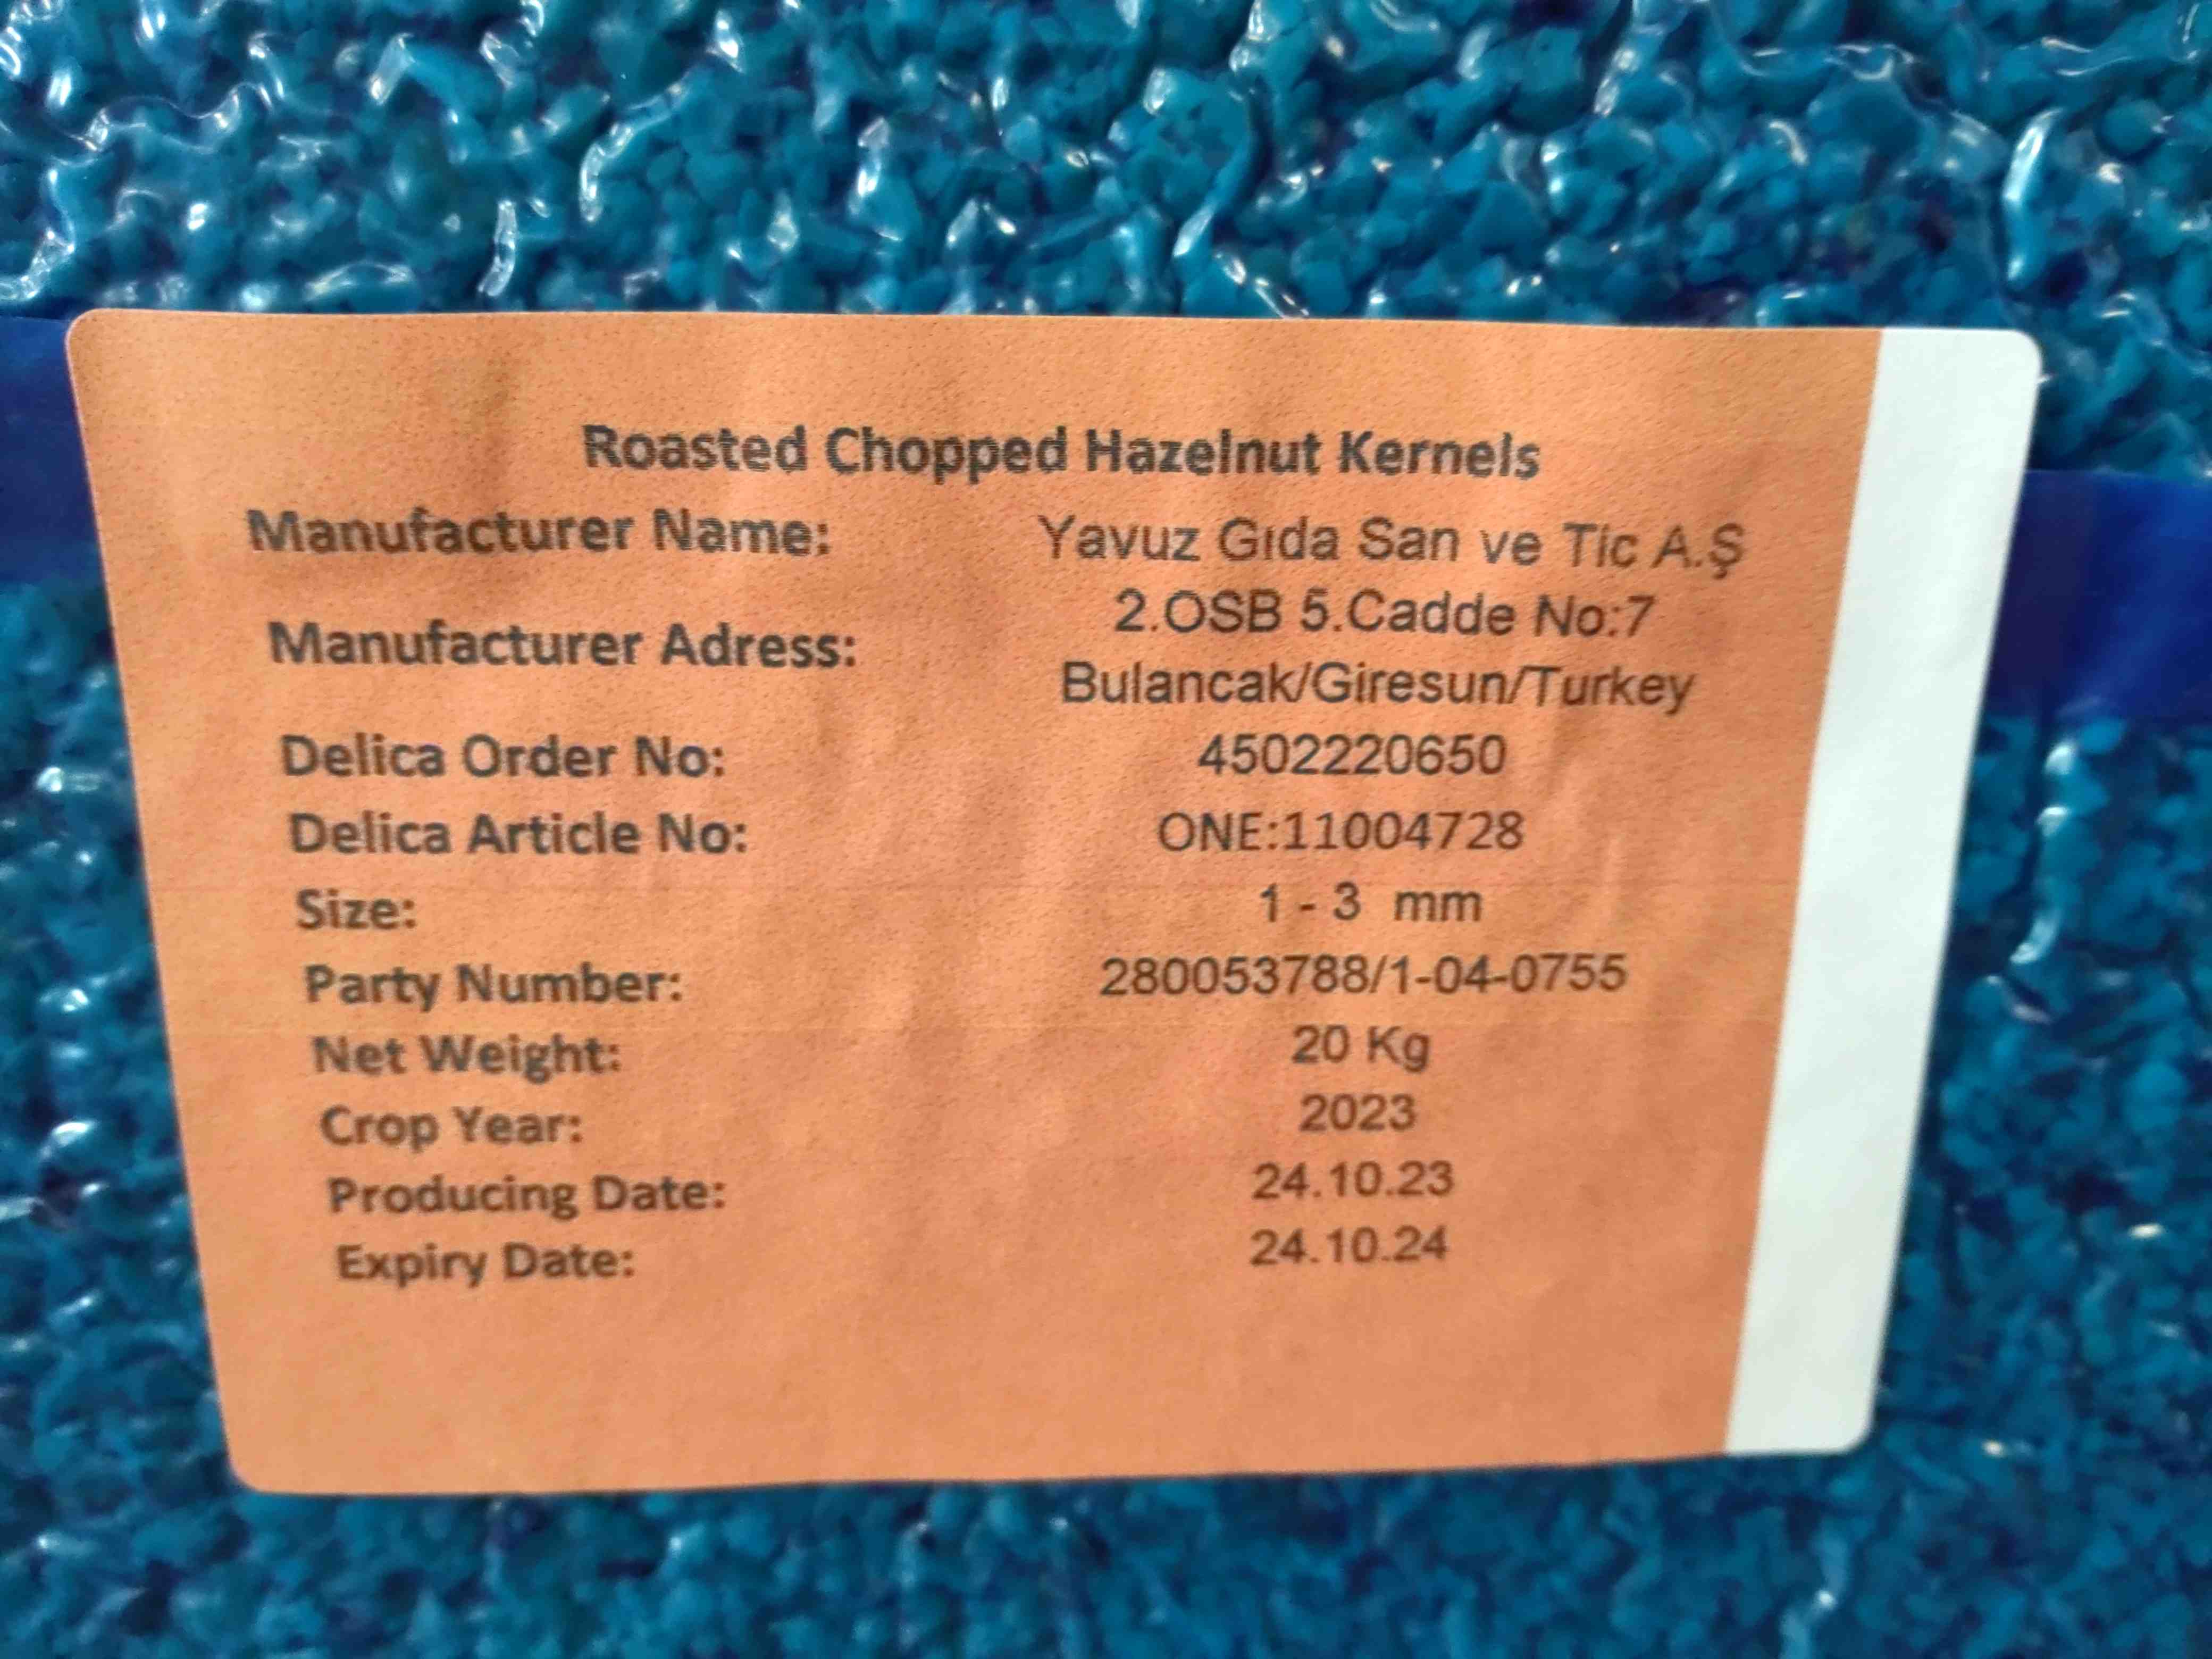 Roasted Chopped Hazelnut Kernels
Manufacturer Name: Yavuz Gıda San ve Tic A.Ş
Manufacturer Adress: 2.OSB 5.Cadde No:7
Bulancak/Giresun/Turkey
Delica Order No: 4502220650
Delica Article No: ONE:11004728
Size: 1 - 3 mm
Party Number: 280053788/1-04-0755
Net Weight: 20 Kg
Crop Year: 2023
Producing Date: 24.10.23
Expiry Date: 24.10.24